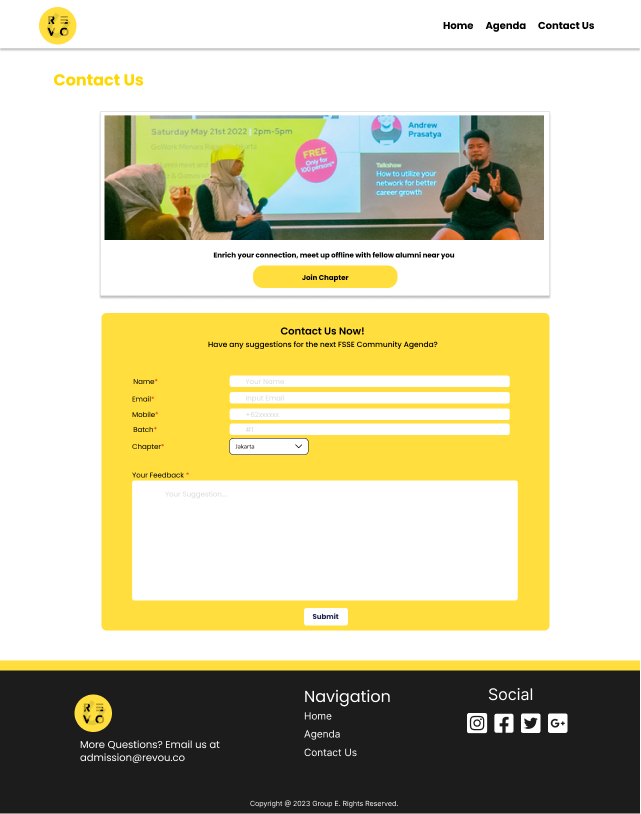 REVO
Home Agenda Contact Us
Contact Us
Saturday May 21st 2022 | 2pm-5pm
FREE
Only for
100 persons*
Andrew
Prasatya
Talkshow
How to utilize your
network for better
career growth
Enrich your connection, meet up offline with fellow alumni near you
Join Chapter
Contact Us Now!
Have any suggestions for the next FSSE Community Agenda?
Name* Your Name
Email* Input Email
Mobile* +62xxxxxx
Batch* #1
Chapter* Jakarta
Your Feedback *
Your Suggestion...
Submit
REVO
More Questions? Email us at
admission@revou.co
Navigation
Home
Agenda
Contact Us
Social
G+
Copyright @ 2023 Group E. Rights Reserved.